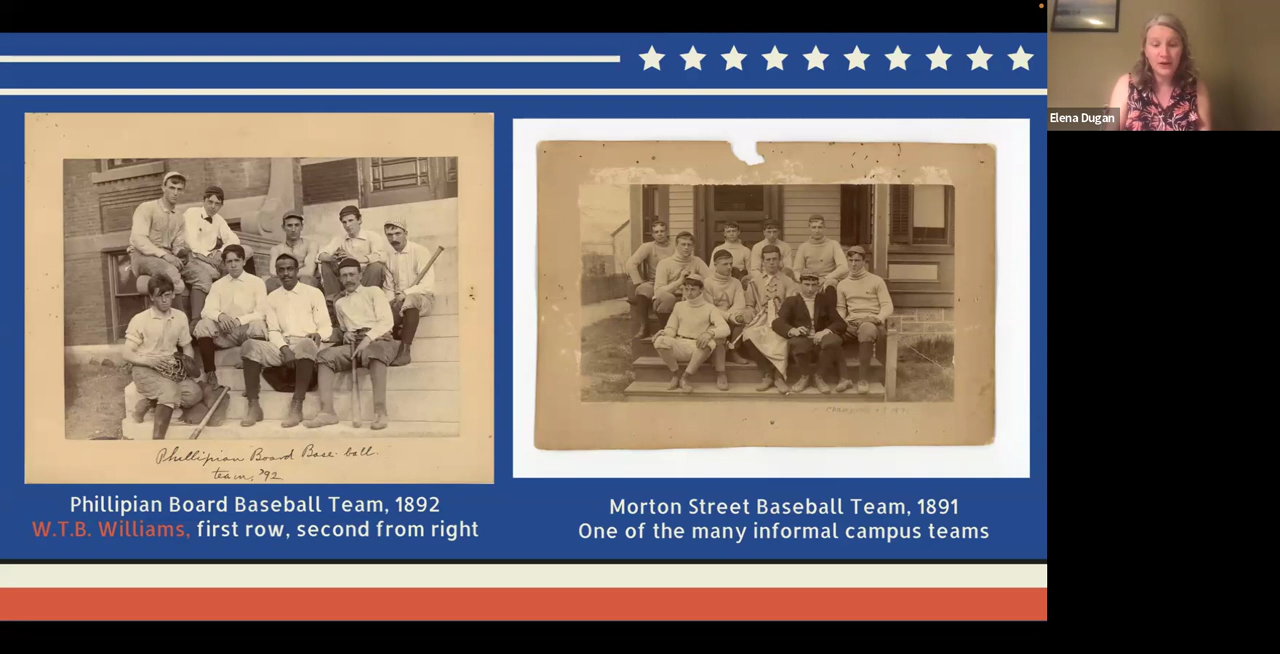 Elena Dugan
Phillipian Board Base-ball
team, '92
Phillipian Board Baseball Team, 1892
W.T.B. Williams, first row, second from right
Morton Street Baseball Team, 1891
One of the many informal campus teams